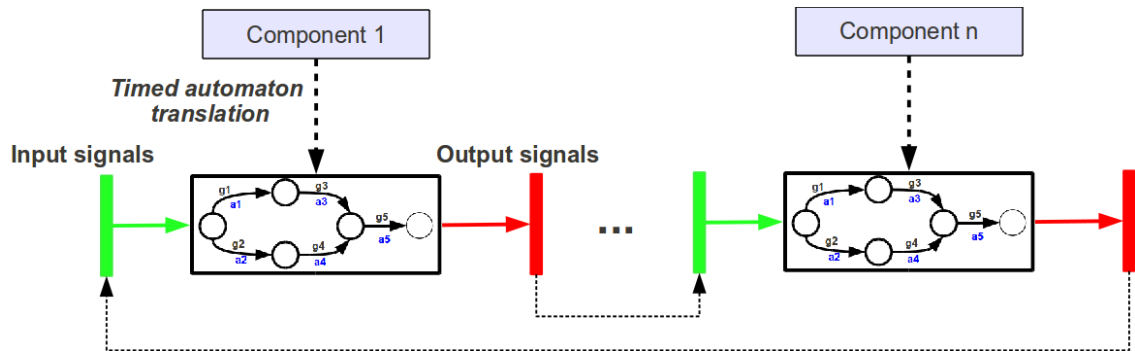 Component 1
Component n
Timed automaton
translation
Input signals
Output signals
g1
a1
g3
a3
g5
a5
g2
a2
g4
a4
...
g1
a1
g3
a3
g5
a5
g2
a2
g4
a4